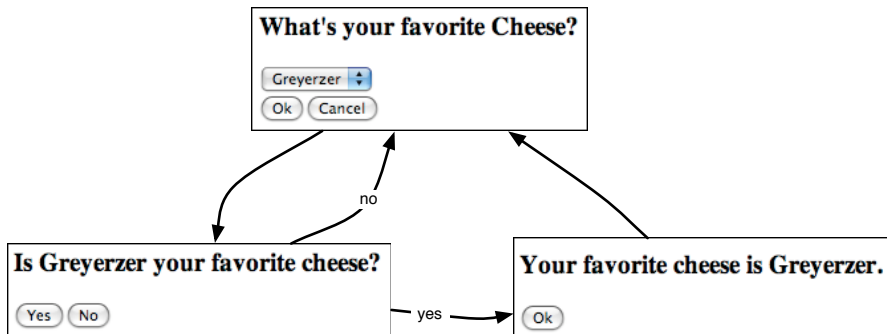 What's your favorite Cheese?
Greyerzer
Ok Cancel
no
Is Greyerzer your favorite cheese?
Yes No
yes
Your favorite cheese is Greyerzer.
Ok